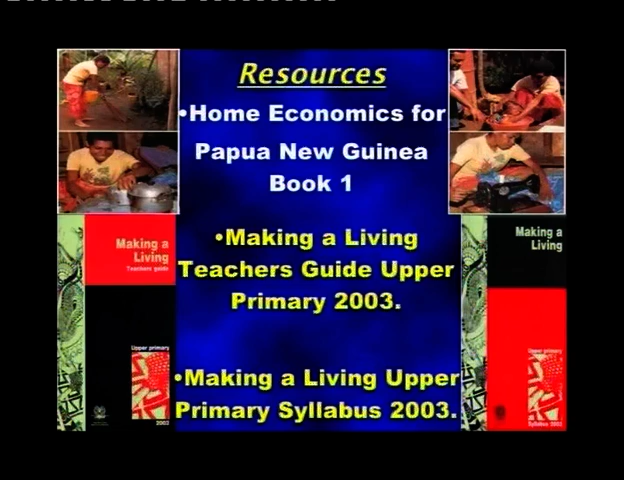 Resources
•Home Economics for
Papua New Guinea
Book 1
•Making a Living
Teachers Guide Upper
Primary 2003.
•Making a Living Upper
Primary Syllabus 2003.
Making a
Living
Teachers guide
Upper primary
2003
Making a
Living
Upper primary
Syllabus 2003